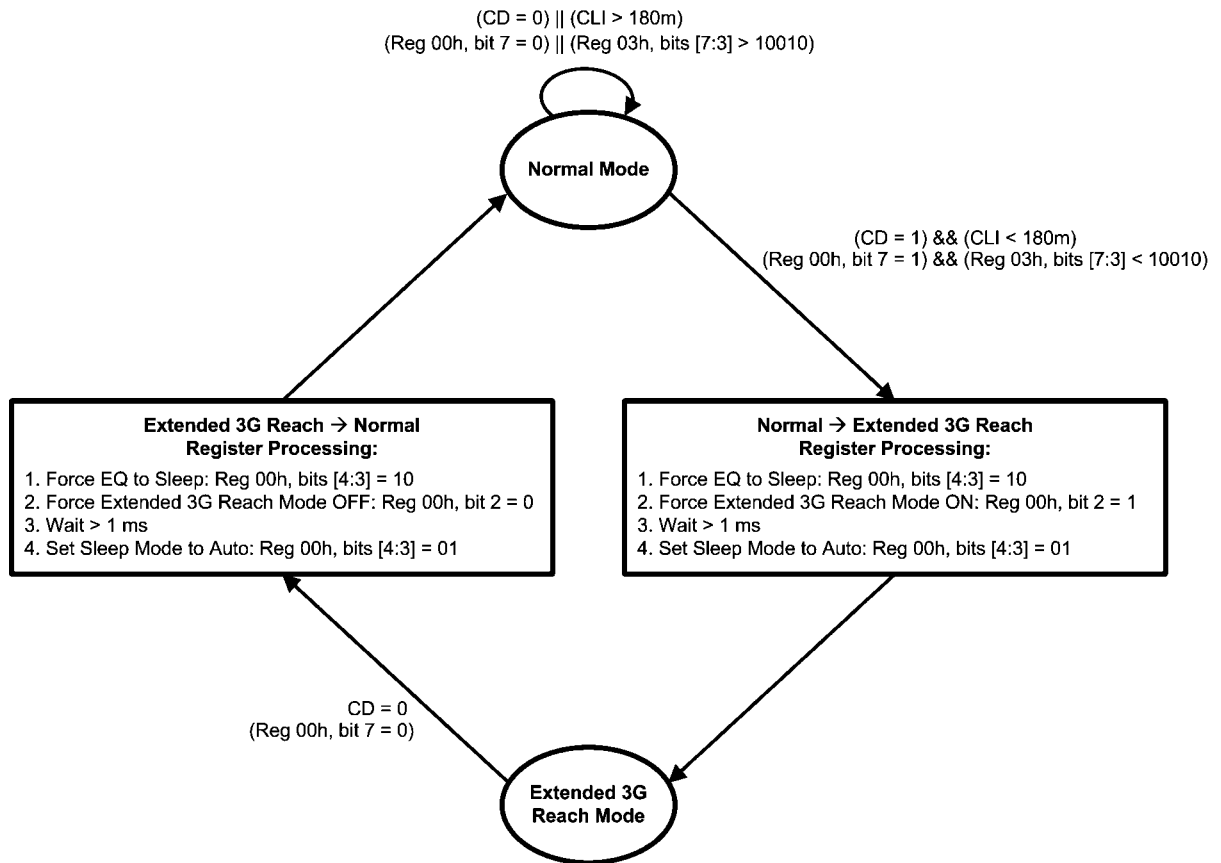 (CD = 0) || (CLI > 180m)
(Reg 00h, bit 7 = 0) || (Reg 03h, bits [7:3] > 10010)
Normal Mode
(CD = 1) && (CLI < 180m)
(Reg 00h, bit 7 = 1) && (Reg 03h, bits [7:3] < 10010)
Extended 3G Reach → Normal
Register Processing:
1. Force EQ to Sleep: Reg 00h, bits [4:3] = 10
2. Force Extended 3G Reach Mode OFF: Reg 00h, bit 2 = 0
3. Wait > 1 ms
4. Set Sleep Mode to Auto: Reg 00h, bits [4:3] = 01
Normal → Extended 3G Reach
Register Processing:
1. Force EQ to Sleep: Reg 00h, bits [4:3] = 10
2. Force Extended 3G Reach Mode ON: Reg 00h, bit 2 = 1
3. Wait > 1 ms
4. Set Sleep Mode to Auto: Reg 00h, bits [4:3] = 01
CD = 0
(Reg 00h, bit 7 = 0)
Extended 3G
Reach Mode